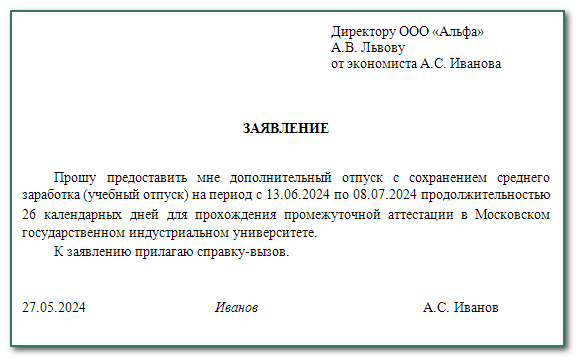 Директору ООО «Альфа»
А.В. Львову
от экономиста А.С. Иванова
ЗАЯВЛЕНИЕ
Прошу предоставить мне дополнительный отпуск с сохранением среднего
заработка (учебный отпуск) на период с 13.06.2024 по 08.07.2024 продолжительностью
26 календарных дней для прохождения промежуточной аттестации в Московском
государственном индустриальном университете.
К заявлению прилагаю справку-вызов.
27.05.2024 Иванов А.С. Иванов